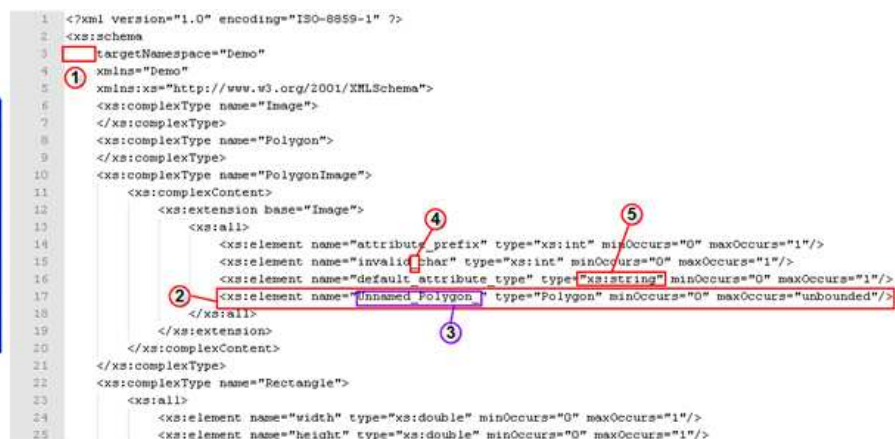 1 <?xml version="1.0" encoding="ISO-8859-1" ?>
2 <xs:schema
3 targetNamespace="Demo"
1
4 xmlns="Demo"
5 xmlns:xs="http://www.w3.org/2001/XMLSchema">
6 <xs:complexType name="Image">
7 </xs:complexType>
8 <xs:complexType name="Polygon">
9 </xs:complexType>
10 <xs:complexType name="PolygonImage">
11 <xs:complexContent>
12 <xs:extension base="Image">
4 5
13 <xs:all>
14 <xs:element name="attribute_prefix" type="xs:int" minOccurs="0" maxOccurs="1"/>
15 <xs:element name="invalid_char" type="xs:int" minOccurs="0" maxOccurs="1"/>
16 <xs:element name="default_attribute_type" type="xs:string" minOccurs="0" maxOccurs="1"/>
2
17 <xs:element name="Unnamed_Polygon_" type="Polygon" minOccurs="0" maxOccurs="unbounded"/>
18 </xs:all>
19 </xs:extension>
3
20 </xs:complexContent>
21 </xs:complexType>
22 <xs:complexType name="Rectangle">
23 <xs:all>
24 <xs:element name="width" type="xs:double" minOccurs="0" maxOccurs="1"/>
25 <xs:element name="height" type="xs:double" minOccurs="0" maxOccurs="1"/>